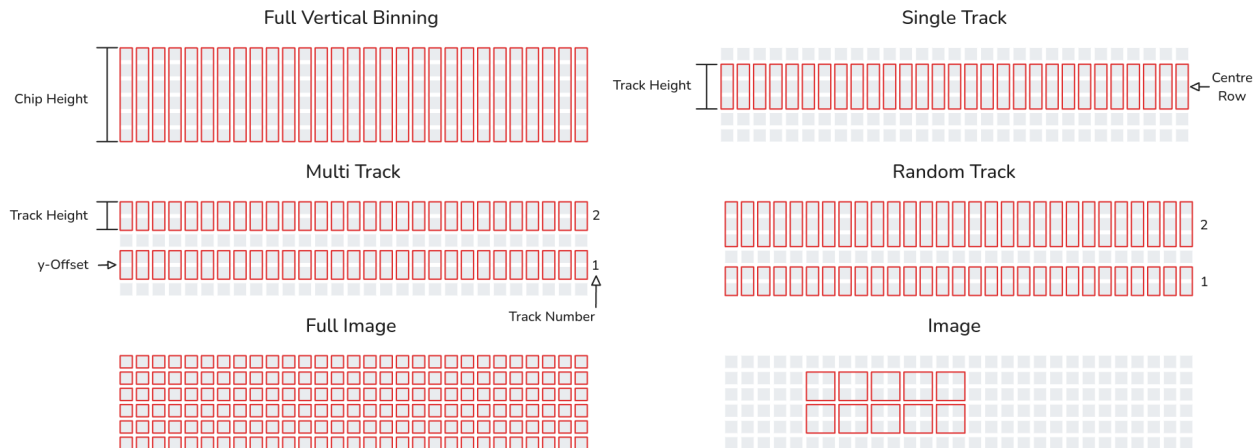 Full Vertical Binning
Single Track
Chip Height
Track Height
Centre
Row
Multi Track
Random Track
Track Height
2
2
y-Offset
1
1
Track Number
Full Image
Image